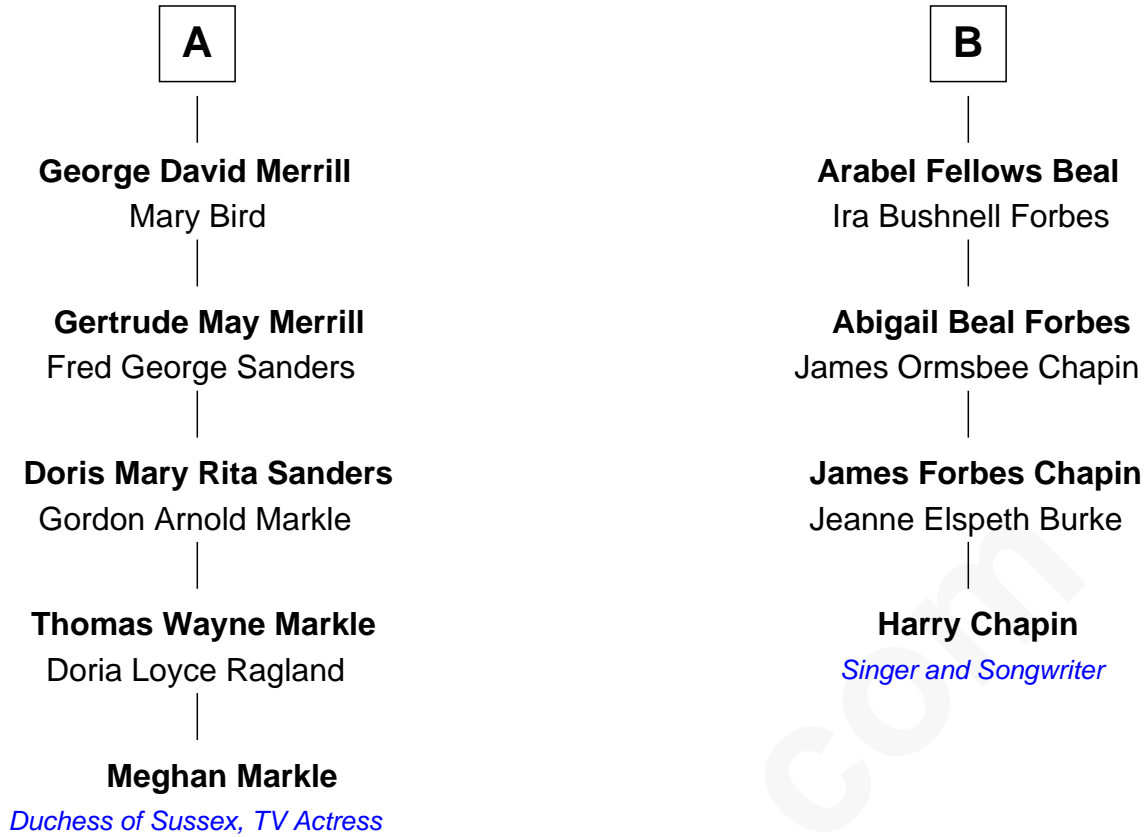 A
George David Merrill
Mary Bird
Gertrude May Merrill
Fred George Sanders
Doris Mary Rita Sanders
Gordon Arnold Markle
Thomas Wayne Markle
Doria Loyce Ragland
Meghan Markle
Duchess of Sussex, TV Actress
B
Arabel Fellows Beal
Ira Bushnell Forbes
Abigail Beal Forbes
James Ormsbee Chapin
James Forbes Chapin
Jeanne Elspeth Burke
Harry Chapin
Singer and Songwriter
com